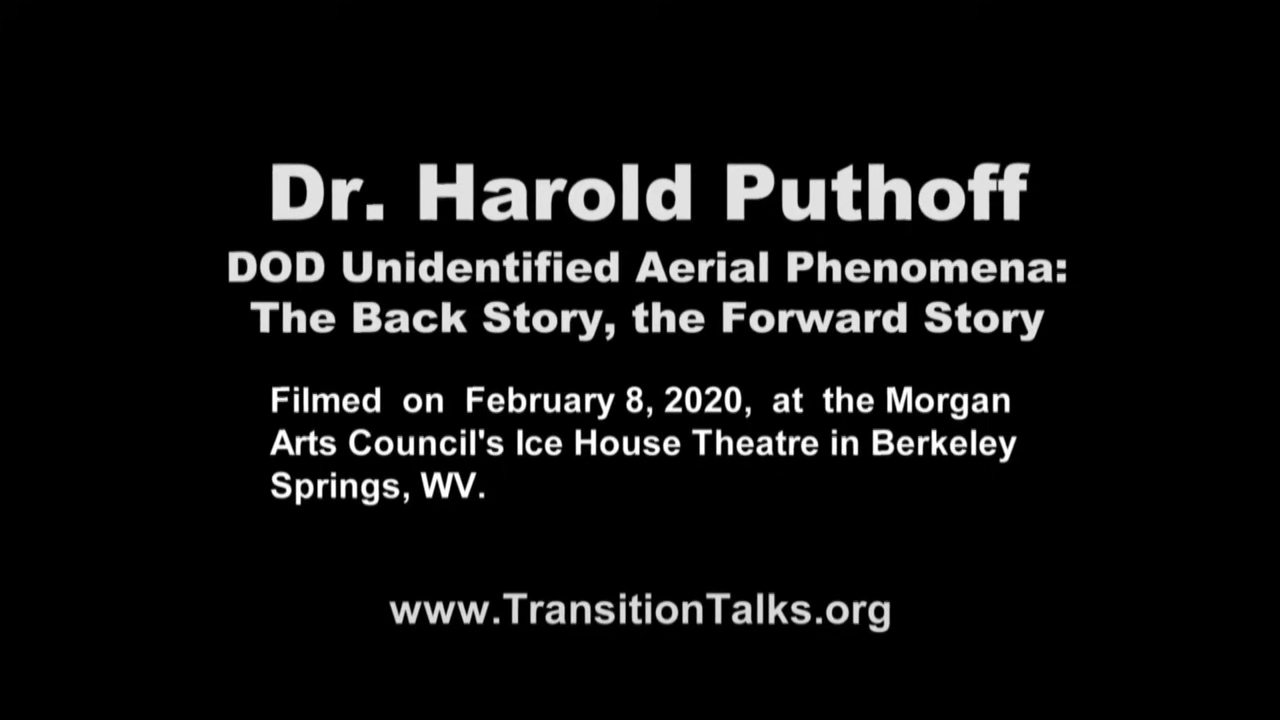 Dr. Harold Puthoff
DOD Unidentified Aerial Phenomena:
The Back Story, the Forward Story
Filmed on February 8, 2020, at the Morgan
Arts Council's Ice House Theatre in Berkeley
Springs, WV.
www.TransitionTalks.org